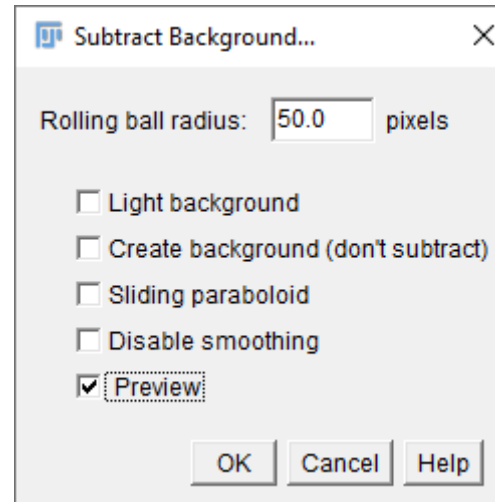 Subtract Background...
Rolling ball radius: 50.0 pixels
Light background
Create background (don't subtract)
Sliding paraboloid
Disable smoothing
Preview
OK Cancel Help